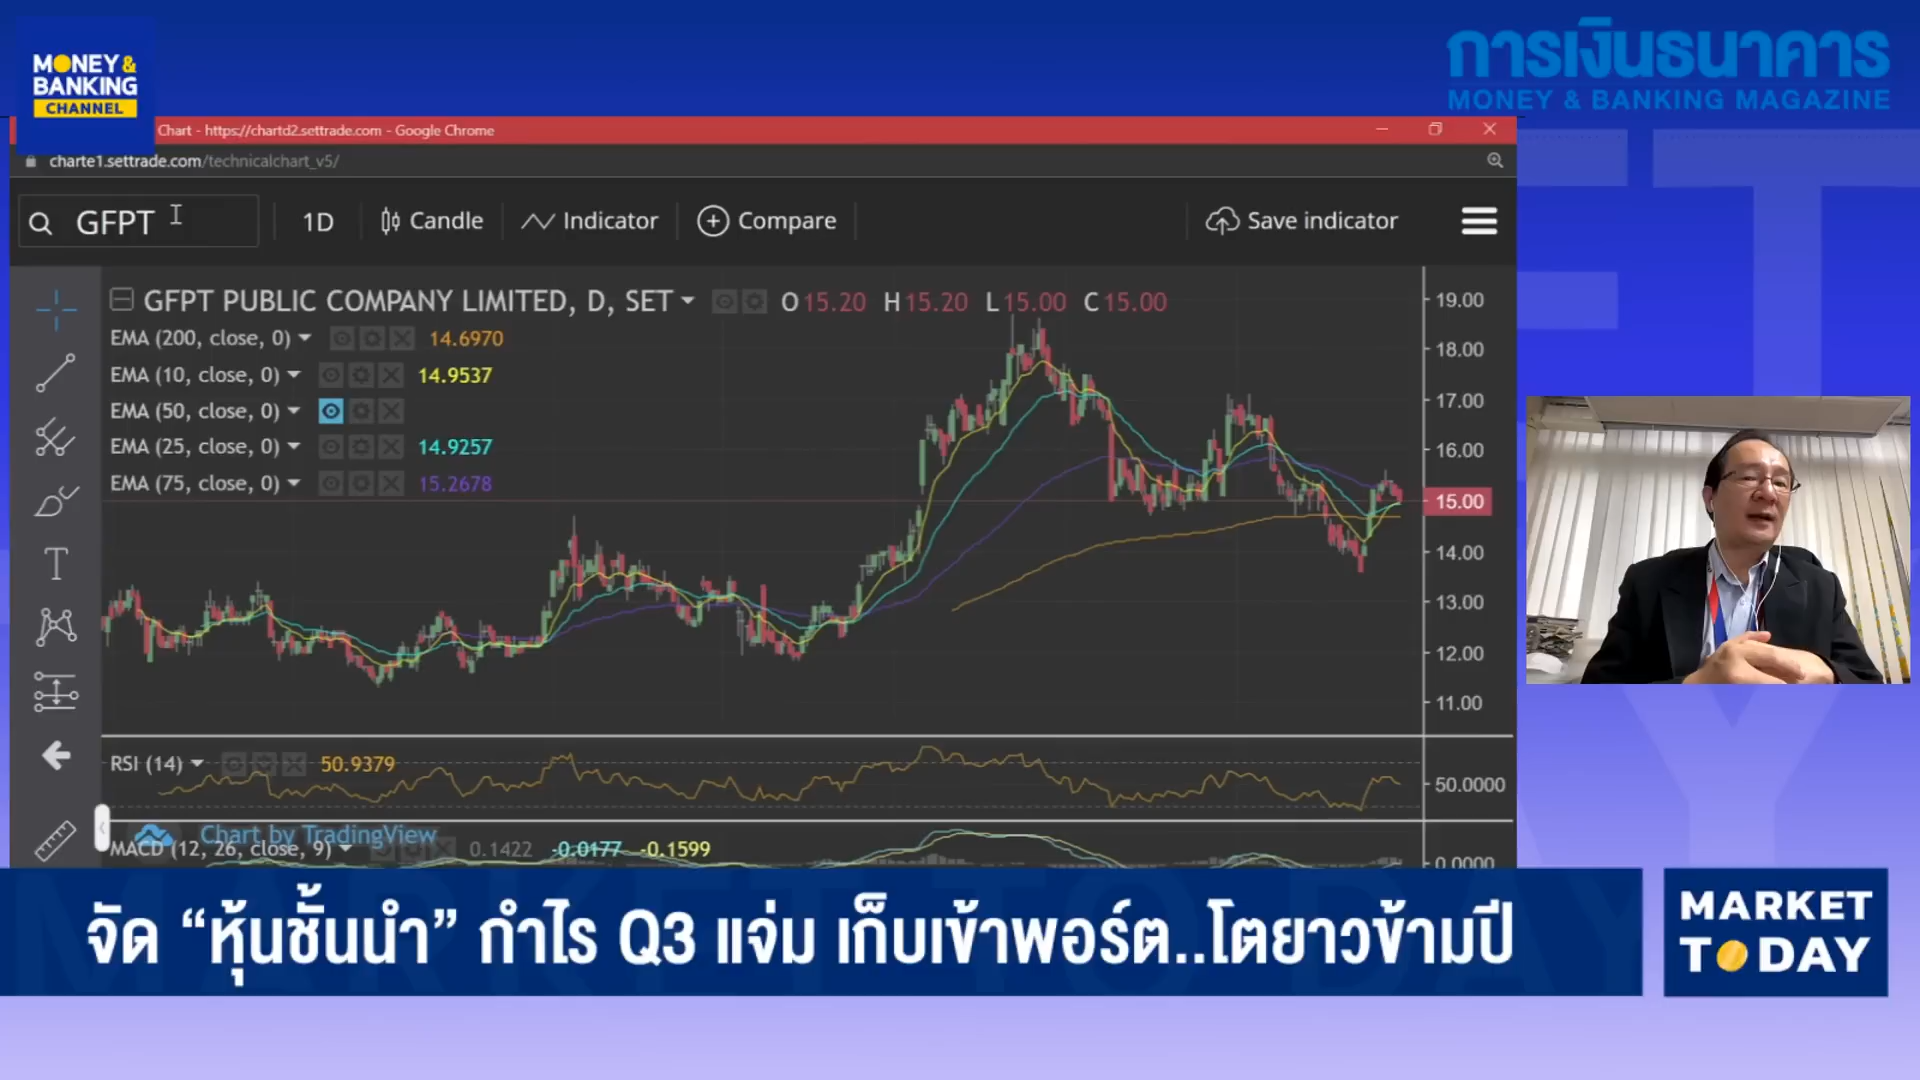 MONEY &
BANKING
CHANNEL
การเงินธนาคาร
MONEY & BANKING MAGAZINE
Chart - https://chartd2.settrade.com - Google Chrome
charte1.settrade.com/technicalchart_v5/
GFPT
1D
Candle
Indicator
Compare
Save indicator
GFPT PUBLIC COMPANY LIMITED, D, SET O 15.20 H 15.20 L 15.00 C 15.00
EMA (200, close, 0) 14.6970
EMA (10, close, 0) 14.9537
EMA (50, close, 0)
EMA (25, close, 0) 14.9257
EMA (75, close, 0) 15.2678
19.00
18.00
17.00
16.00
15.00
14.00
13.00
12.00
11.00
RSI (14) 50.9379
50.0000
Chart by TradingView
MACD (12, 26, close, 9) 0.1422 -0.0177 -0.1599
0.0000
จัด “หุ้นชั้นนำ” กำไร Q3 แจ่ม เก็บเข้าพอร์ต..โตยาวข้ามปี
MARKET
TODAY